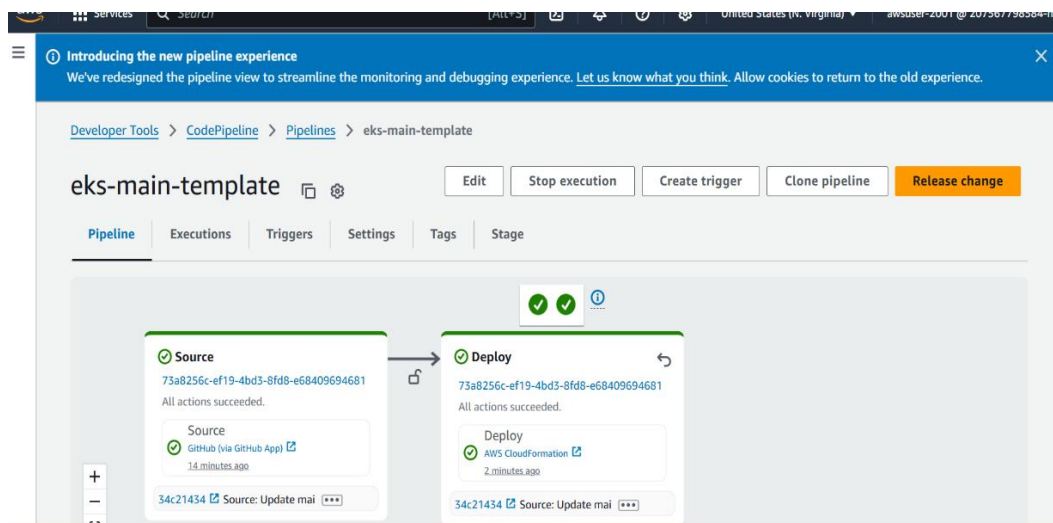 aws
Services
Search
[Alt+S]
United States (N. Virginia)
Introducing the new pipeline experience
We've redesigned the pipeline view to streamline the monitoring and debugging experience. Let us know what you think. Allow cookies to return to the old experience.
Developer Tools > CodePipeline > Pipelines > eks-main-template
eks-main-template
Edit
Stop execution
Create trigger
Clone pipeline
Release change
Pipeline
Executions
Triggers
Settings
Tags
Stage
Source
73a8256c-ef19-4bd3-8fd8-e68409694681
All actions succeeded.
Source
GitHub (via GitHub App)
14 minutes ago
34c21434 Source: Update mai
Deploy
73a8256c-ef19-4bd3-8fd8-e68409694681
All actions succeeded.
Deploy
AWS CloudFormation
2 minutes ago
34c21434 Source: Update mai